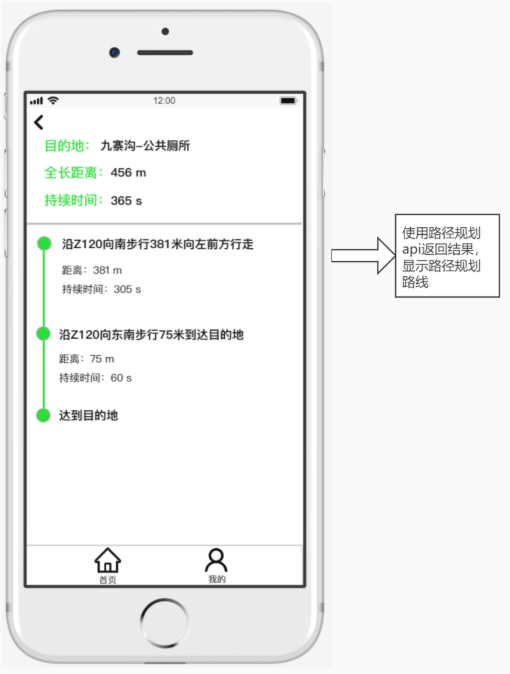 12:00
目的地： 九寨沟-公共厕所
全长距离：456 m
持续时间：365 s
沿Z120向南步行381米向左前方行走
距离：381 m
持续时间：305 s
沿Z120向东南步行75米到达目的地
距离：75 m
持续时间：60 s
达到目的地
首页
我的
使用路径规划
api返回结果，
显示路径规划
路线